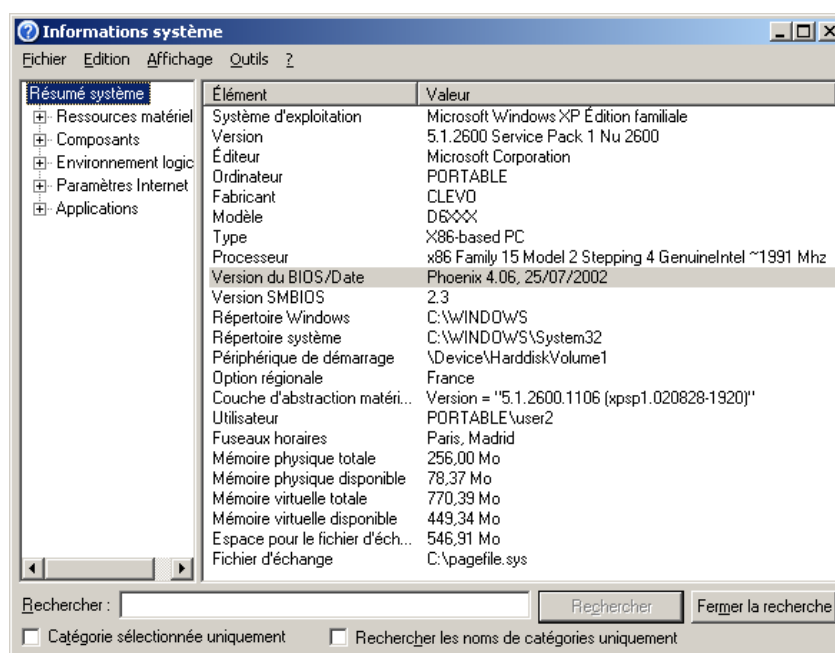 Informations système
Fichier Edition Affichage Outils ?
Résumé système
Ressources matériel
Composants
Environnement logic
Paramètres Internet
Applications
Élément Valeur
Système d'exploitation Microsoft Windows XP Édition familiale
Version 5.1.2600 Service Pack 1 Nu 2600
Éditeur Microsoft Corporation
Ordinateur PORTABLE
Fabricant CLEVO
Modèle D6XXX
Type X86-based PC
Processeur x86 Family 15 Model 2 Stepping 4 GenuineIntel ~1991 Mhz
Version du BIOS/Date Phoenix 4.06, 25/07/2002
Version SMBIOS 2.3
Répertoire Windows C:\WINDOWS
Répertoire système C:\WINDOWS\System32
Périphérique de démarrage \Device\HarddiskVolume1
Option régionale France
Couche d'abstraction matéri... Version = "5.1.2600.1106 (xpsp1.020828-1920)"
Utilisateur PORTABLE\user2
Fuseaux horaires Paris, Madrid
Mémoire physique totale 256,00 Mo
Mémoire physique disponible 78,37 Mo
Mémoire virtuelle totale 770,39 Mo
Mémoire virtuelle disponible 449,34 Mo
Espace pour le fichier d'éch... 546,91 Mo
Fichier d'échange C:\pagefile.sys
Rechercher : Rechercher Fermer la recherche
Catégorie sélectionnée uniquement Rechercher les noms de catégories uniquement